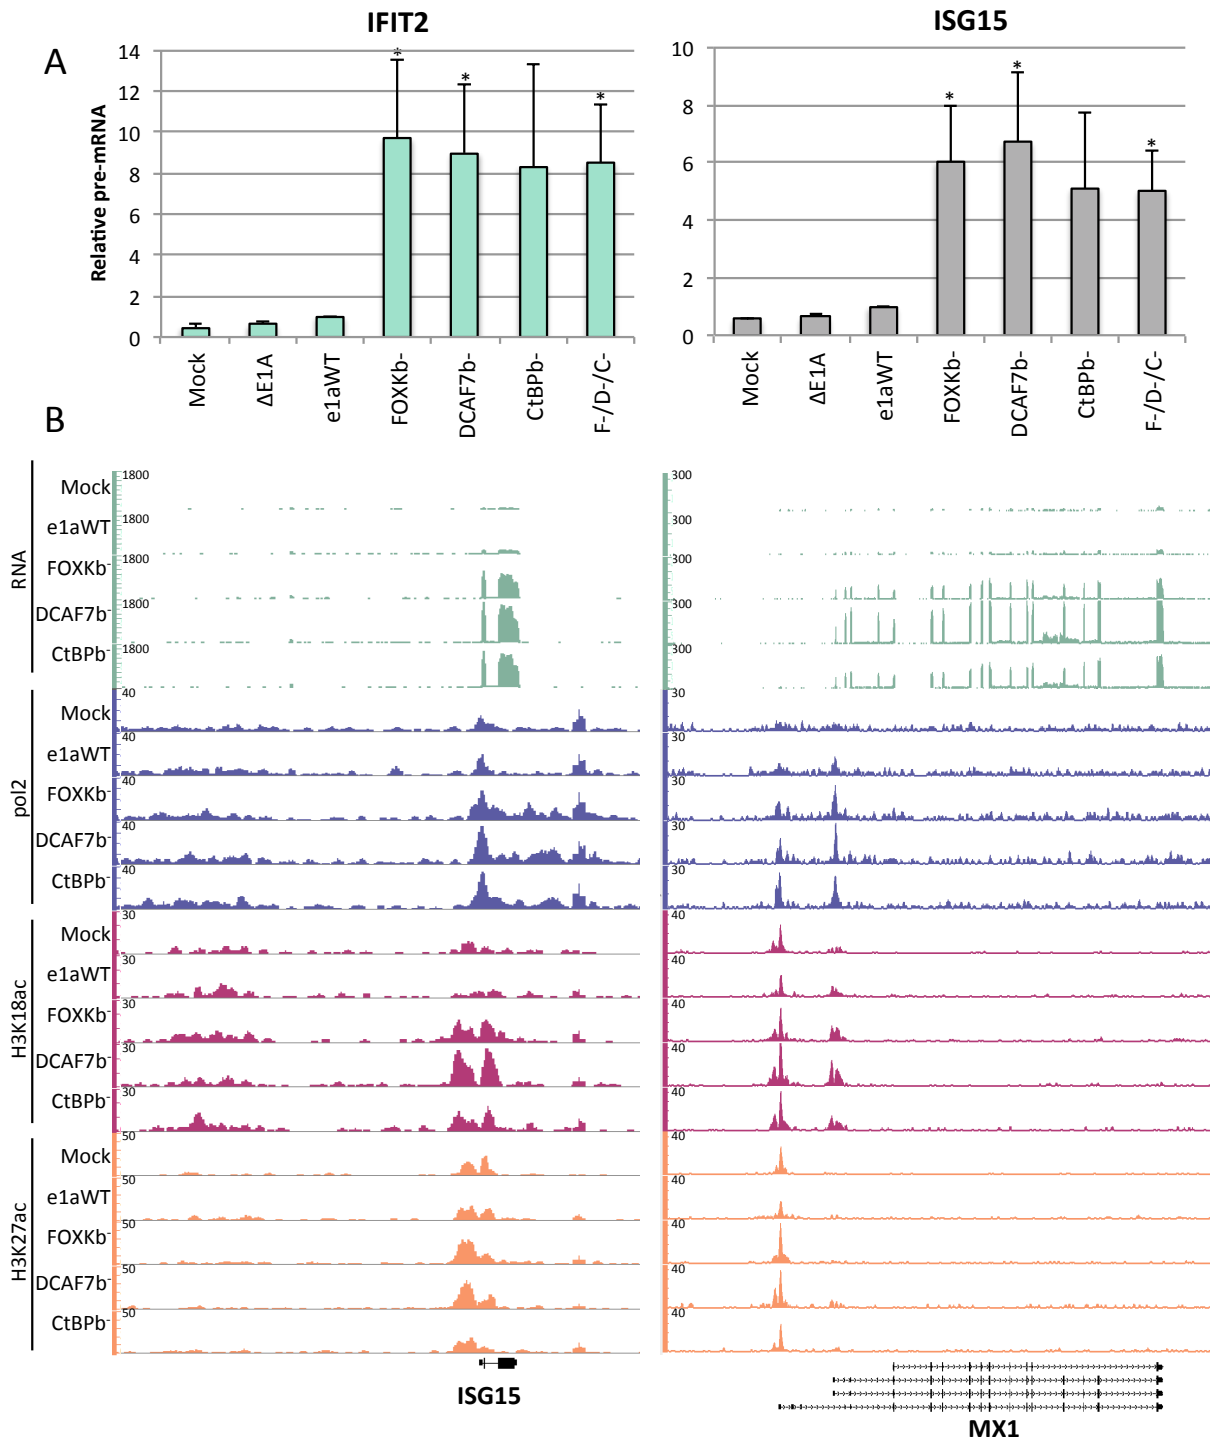 IFIT2
ISG15
A
Relative pre-mRNA
14
12
10
8
6
4
2
0
10
8
6
4
2
0
Mock
ΔE1A
e1aWT
FOXKb-
DCAF7b-
CtBPb-
F-/D-/C-
Mock
ΔE1A
e1aWT
FOXKb-
DCAF7b-
CtBPb-
F-/D-/C-
*
*
*
*
*
*
B
RNA
Mock 1800 300
e1aWT 1800 300
FOXKb- 1800 300
DCAF7b- 1800 300
CtBPb- 1800 300
pol2
Mock 40 30
e1aWT 40 30
FOXKb- 40 30
DCAF7b- 40 30
CtBPb- 40 30
H3K18ac
Mock 30 40
e1aWT 30 40
FOXKb- 30 40
DCAF7b- 30 40
CtBPb- 30 40
H3K27ac
Mock 50 40
e1aWT 50 40
FOXKb- 50 40
DCAF7b- 50 40
CtBPb- 50 40
ISG15
MX1